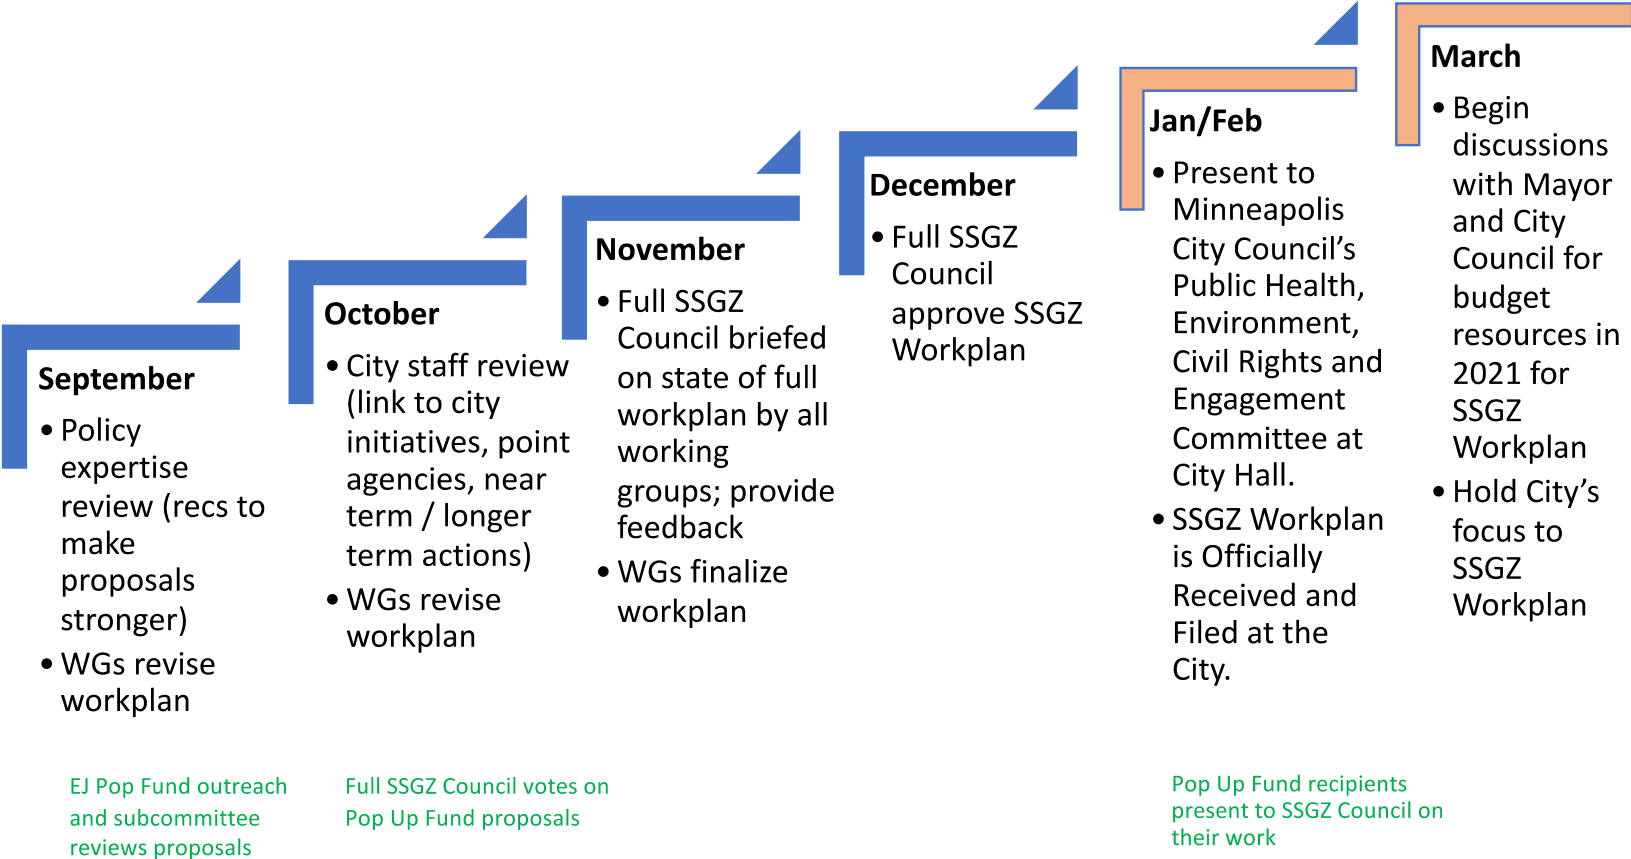 September
• Policy
expertise
review (recs to
make
proposals
stronger)
• WGs revise
workplan
October
• City staff review
(link to city
initiatives, point
agencies, near
term / longer
term actions)
• WGs revise
workplan
November
• Full SSGZ
Council briefed
on state of full
workplan by all
working
groups; provide
feedback
• WGs finalize
workplan
December
• Full SSGZ
Council
approve SSGZ
Workplan
Jan/Feb
• Present to
Minneapolis
City Council’s
Public Health,
Environment,
Civil Rights and
Engagement
Committee at
City Hall.
• SSGZ Workplan
is Officially
Received and
Filed at the
City.
March
• Begin
discussions
with Mayor
and City
Council for
budget
resources in
2021 for
SSGZ
Workplan
• Hold City’s
focus to
SSGZ
Workplan
EJ Pop Fund outreach
and subcommittee
reviews proposals
Full SSGZ Council votes on
Pop Up Fund proposals
Pop Up Fund recipients
present to SSGZ Council on
their work